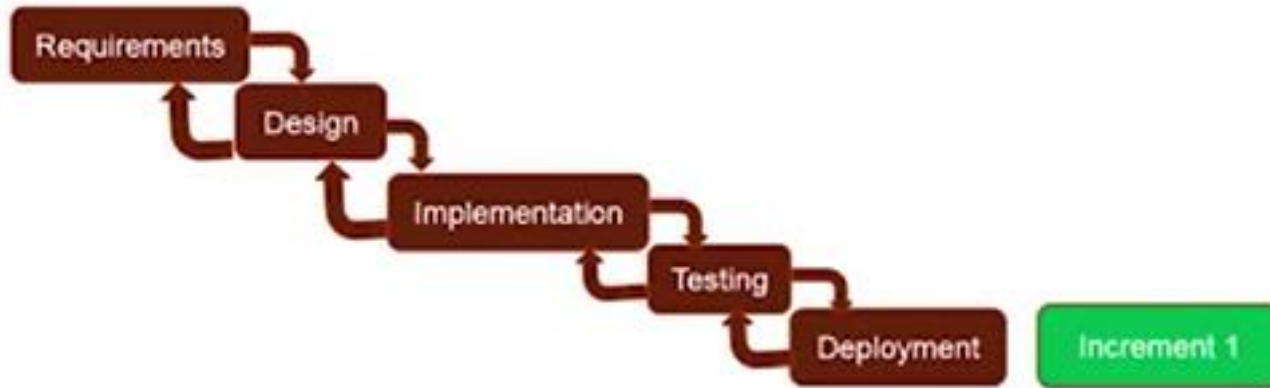 Requirements
Design
Implementation
Testing
Deployment
Increment 1